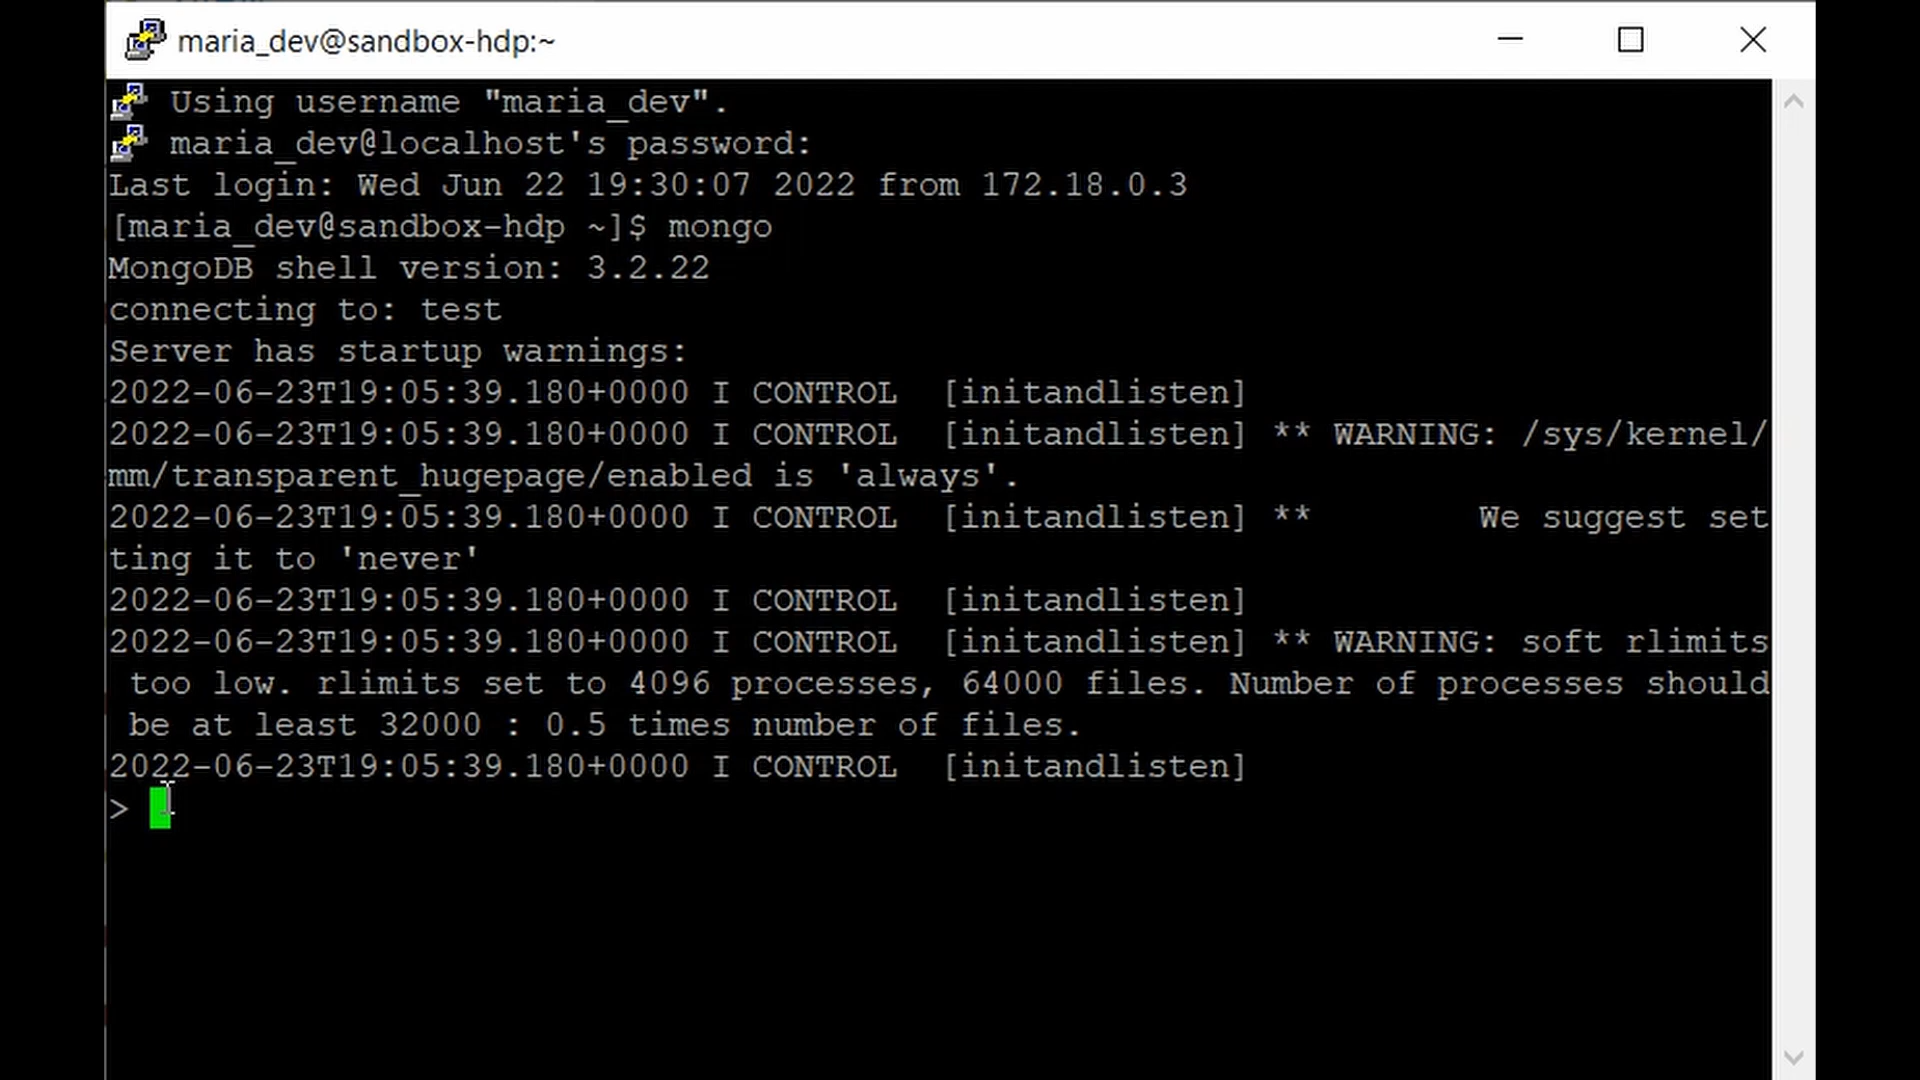 maria_dev@sandbox-hdp:~
Using username "maria_dev".
maria_dev@localhost's password:
Last login: Wed Jun 22 19:30:07 2022 from 172.18.0.3
[maria_dev@sandbox-hdp ~]$ mongo
MongoDB shell version: 3.2.22
connecting to: test
Server has startup warnings:
2022-06-23T19:05:39.180+0000 I CONTROL  [initandlisten]
2022-06-23T19:05:39.180+0000 I CONTROL  [initandlisten] ** WARNING: /sys/kernel/
mm/transparent_hugepage/enabled is 'always'.
2022-06-23T19:05:39.180+0000 I CONTROL  [initandlisten] **        We suggest set
ting it to 'never'
2022-06-23T19:05:39.180+0000 I CONTROL  [initandlisten]
2022-06-23T19:05:39.180+0000 I CONTROL  [initandlisten] ** WARNING: soft rlimits
 too low. rlimits set to 4096 processes, 64000 files. Number of processes should
 be at least 32000 : 0.5 times number of files.
2022-06-23T19:05:39.180+0000 I CONTROL  [initandlisten]
>